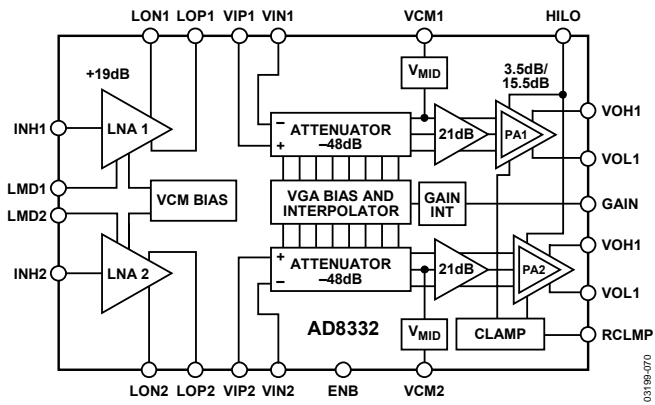 LON1 LOP1 VIP1 VIN1 VCM1 HILO
+19dB
VMID
3.5dB/
15.5dB
INH1
LNA 1
–
+
ATTENUATOR
–48dB
21dB
PA1
VOH1
VOL1
LMD1
LMD2
VCM BIAS
VGA BIAS AND
INTERPOLATOR
GAIN
INT
GAIN
INH2
LNA 2
+
–
ATTENUATOR
–48dB
21dB
PA2
VOH1
VOL1
AD8332
VMID
CLAMP
RCLMP
LON2 LOP2 VIP2 VIN2 ENB VCM2
03199-070